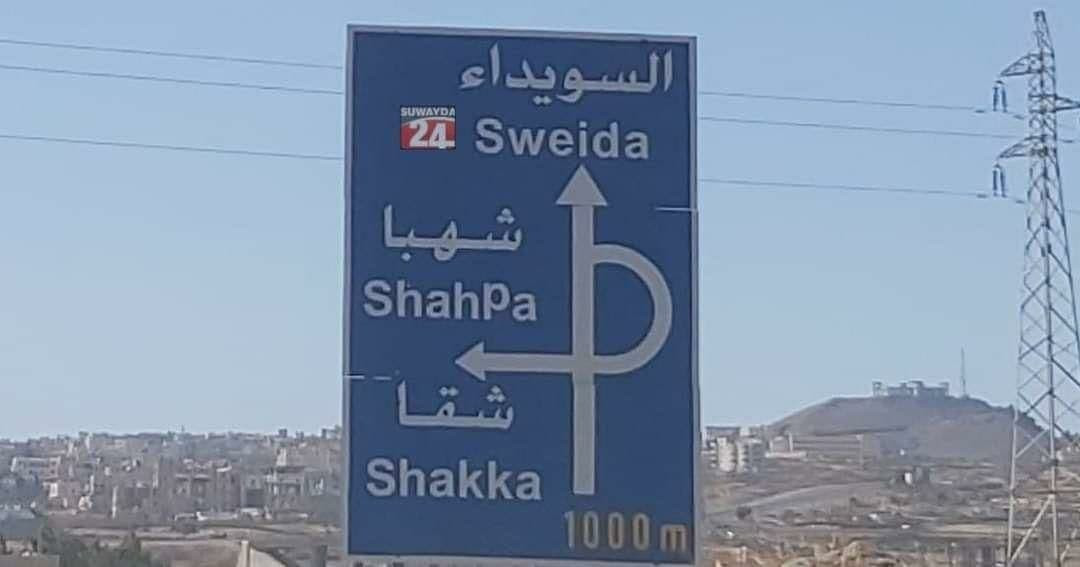 السويداء
SUWAYDA
24
Sweida
شهبا
Shahpa
شقا
Shakka
1000 m